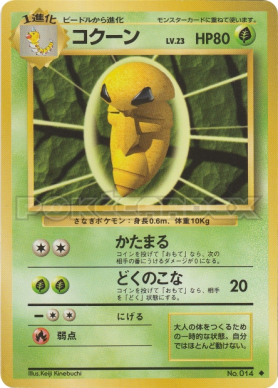 1進化
ビードルから進化
モンスターカードに重ねて使います。
コクーン LV.23 HP80
さなぎポケモン:身長0.6m、体重10Kg
かたまる
コインを投げて「おもて」なら、次の
相手の番にうけるダメージはなくなる。
どくのこな 20
コインを投げて「おもて」なら、相手
を「どく」状態にする。
にげる
弱点
大人の体をつくるため
の一時的な状態。自分
ではほとんど動けない。
Illus.Keiji Kinebuchi
No.014